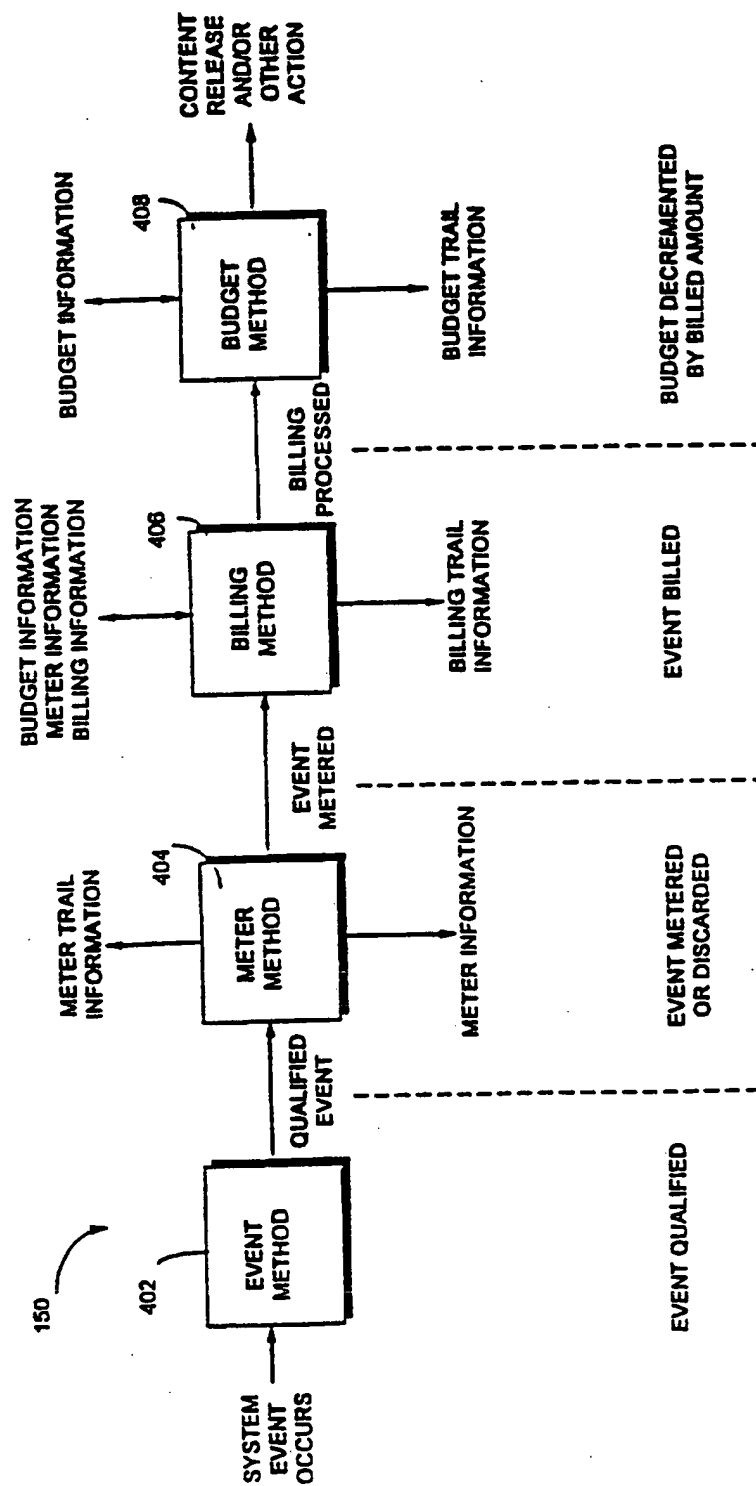 150
SYSTEM
EVENT
OCCURS
402
EVENT
METHOD
QUALIFIED
EVENT
EVENT QUALIFIED
METER TRAIL
INFORMATION
404
METER
METHOD
METER INFORMATION
EVENT METERED
OR DISCARDED
EVENT
METERED
BUDGET INFORMATION
METER INFORMATION
BILLING INFORMATION
406
BILLING
METHOD
BILLING TRAIL
INFORMATION
EVENT BILLED
BILLING
PROCESSED
BUDGET INFORMATION
408
BUDGET
METHOD
BUDGET TRAIL
INFORMATION
BUDGET DECREMENTED
BY BILLED AMOUNT
CONTENT
RELEASE
AND/OR
OTHER
ACTION